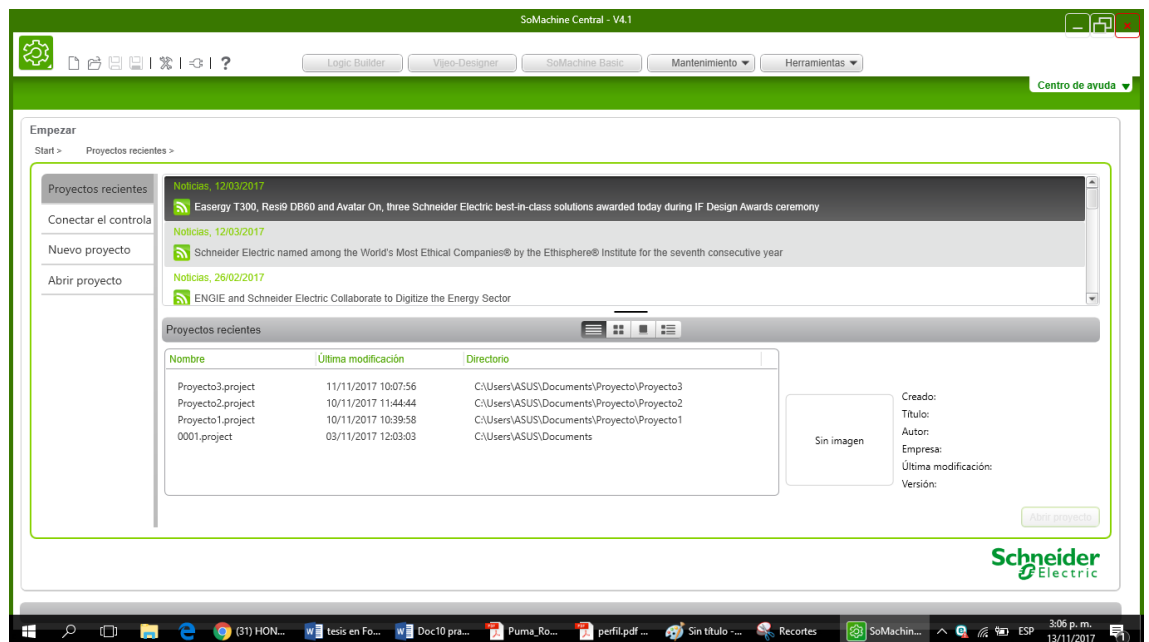 SoMachine Central - V4.1
Logic Builder
Vijeo-Designer
SoMachine Basic
Mantenimiento
Herramientas
Centro de ayuda
Empezar
Start >
Proyectos recientes >
Proyectos recientes
Conectar el controla
Nuevo proyecto
Abrir proyecto
Noticias, 12/03/2017
Easergy T300, Resi9 DB60 and Avatar On, three Schneider Electric best-in-class solutions awarded today during IF Design Awards ceremony
Noticias, 12/03/2017
Schneider Electric named among the World's Most Ethical Companies® by the Ethisphere® Institute for the seventh consecutive year
Noticias, 26/02/2017
ENGIE and Schneider Electric Collaborate to Digitize the Energy Sector
Proyectos recientes
Nombre Última modificación Directorio
Proyecto3.project 11/11/2017 10:07:56 C:\Users\ASUS\Documents\Proyecto\Proyecto3
Proyecto2.project 10/11/2017 11:44:44 C:\Users\ASUS\Documents\Proyecto\Proyecto2
Proyecto1.project 10/11/2017 10:39:58 C:\Users\ASUS\Documents\Proyecto\Proyecto1
0001.project 03/11/2017 12:03:03 C:\Users\ASUS\Documents
Sin imagen
Creado:
Título:
Autor:
Empresa:
Última modificación:
Versión:
Abrir proyecto
Schneider
Electric
(31) HON...
tesis en Fo...
Doc10 pra...
Puma_Ro...
perfil.pdf ...
Sin título -...
Recortes
SoMachin...
ESP
3:06 p. m.
13/11/2017